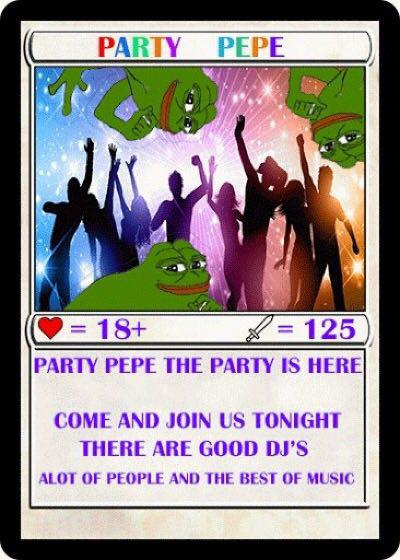 PARTY PEPE
= 18+ = 125
PARTY PEPE THE PARTY IS HERE
COME AND JOIN US TONIGHT
THERE ARE GOOD DJ'S
ALOT OF PEOPLE AND THE BEST OF MUSIC